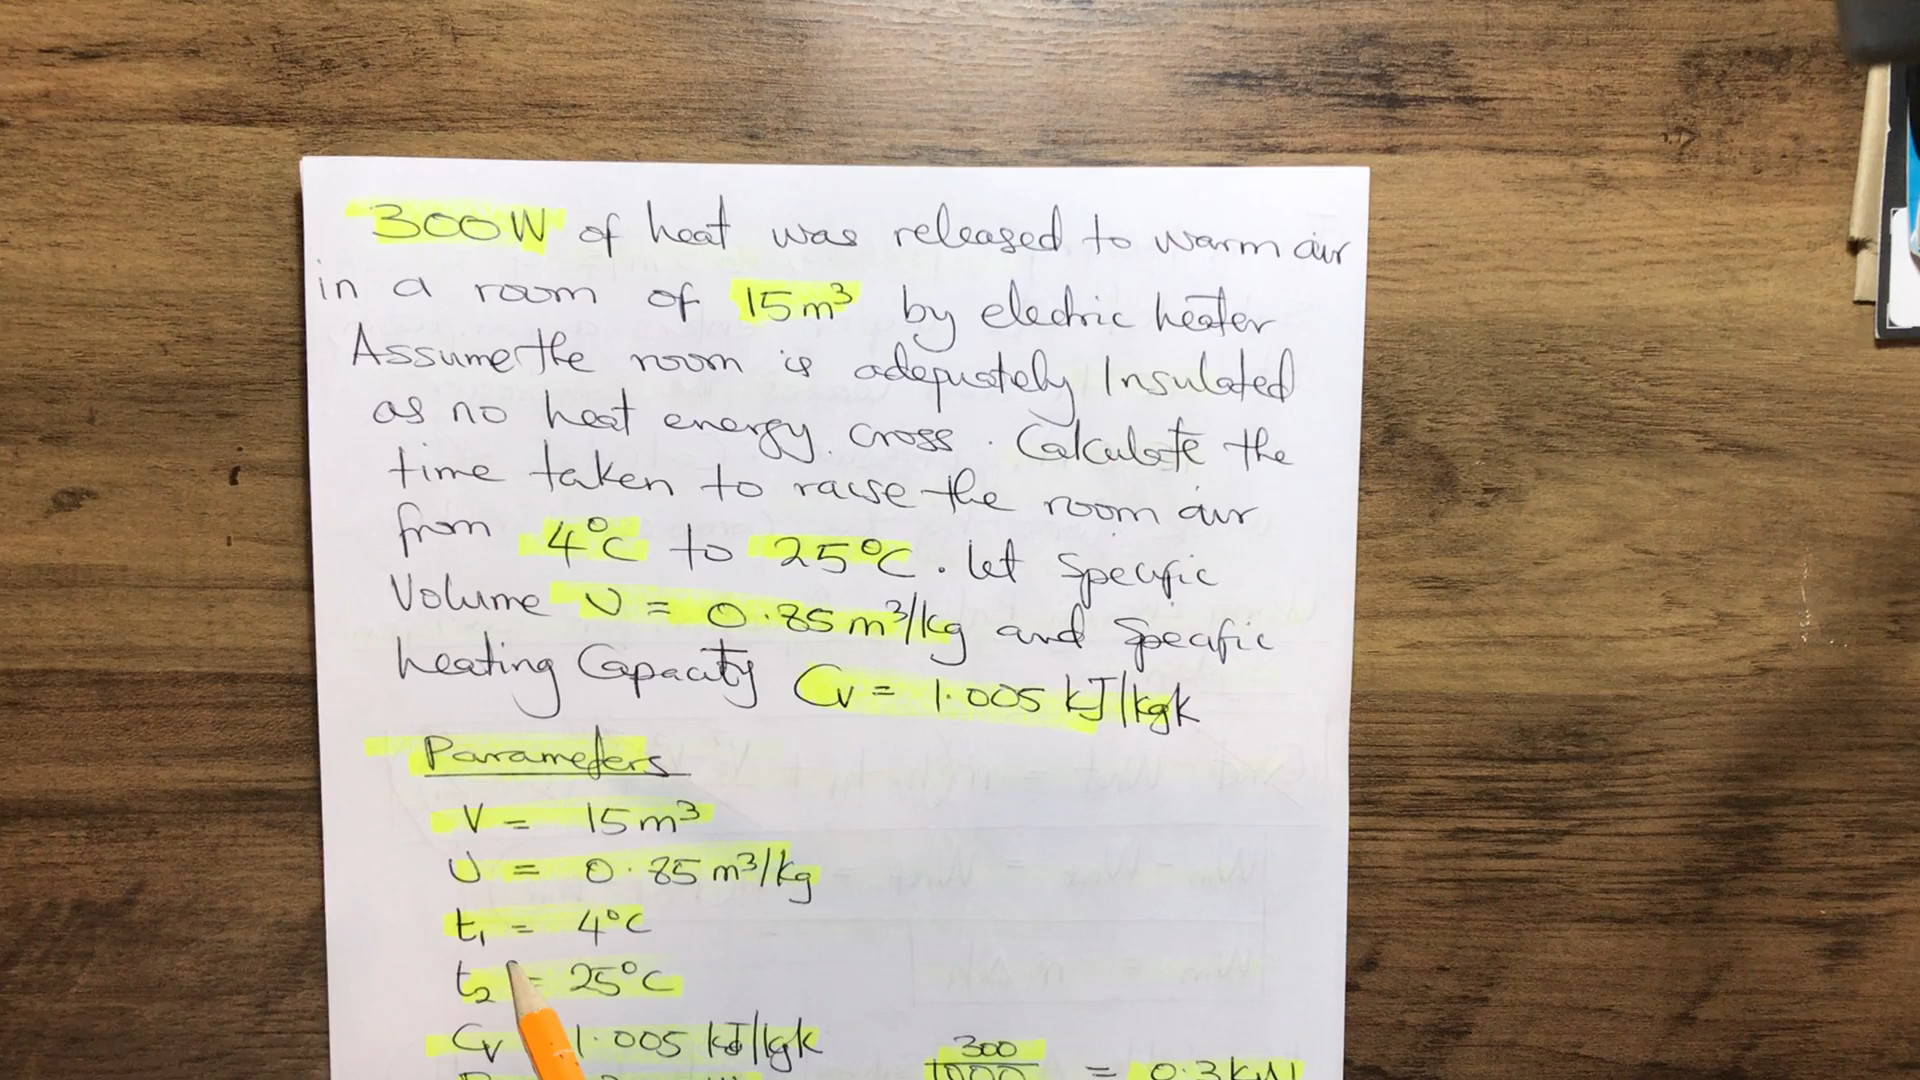 300W of heat was released to warm air
in a room of 15m³ by electric heater
Assume the room is adequately Insulated
as no heat energy cross. Calculate the
time taken to raise the room air
from 4°C to 25°C. let Specific
Volume υ = 0.85 m³/kg and Specific
heating Capacity Cv = 1.005 kJ/kgk
Parameters
V = 15m³
υ = 0.85 m³/kg
t₁ = 4°C
t₂ = 25°C
Cv 1.005 kJ/kgk
300
1000 = 0.3kW